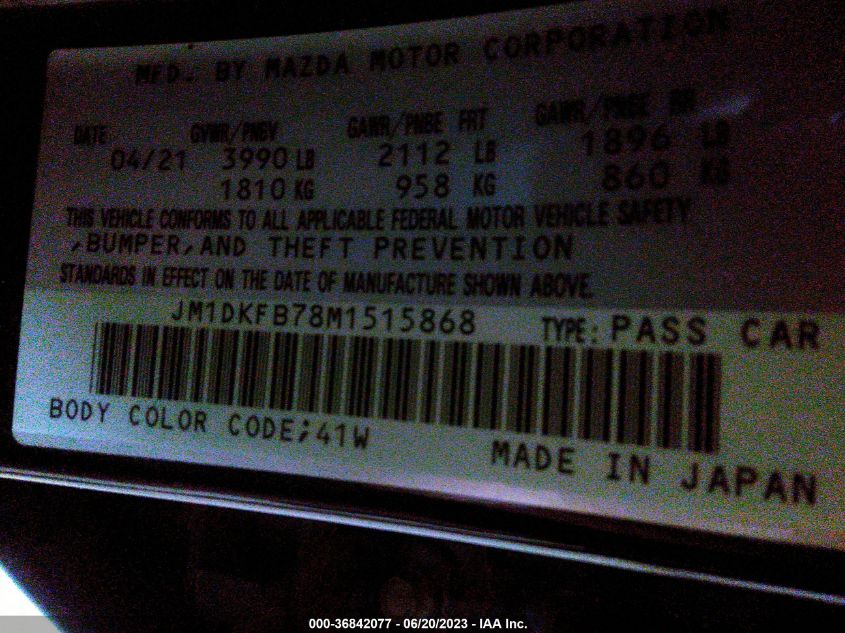 MFD. BY MAZDA MOTOR CORPORATION
DATE GVWR/PNBV GAWR/PNBE FRT GAWR/PNBE RR
04/21 3990 LB 2112 LB 1896 LB
1810 KG 958 KG 860 KG
THIS VEHICLE CONFORMS TO ALL APPLICABLE FEDERAL MOTOR VEHICLE SAFETY
,BUMPER,AND THEFT PREVENTION
STANDARDS IN EFFECT ON THE DATE OF MANUFACTURE SHOWN ABOVE.
JM1DKFB78M1515868 TYPE: PASS CAR
BODY COLOR CODE;41W MADE IN JAPAN
000-36842077 - 06/20/2023 - IAA Inc.